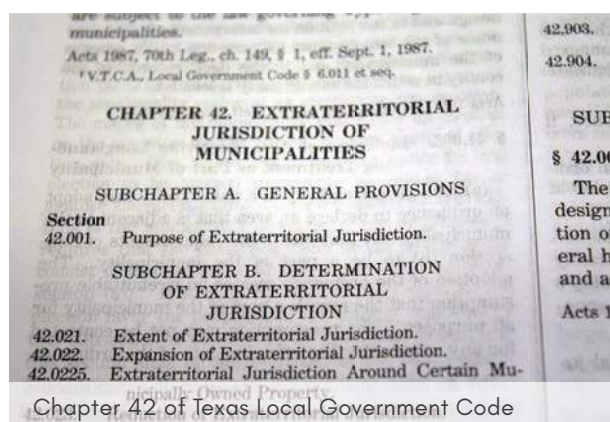 are subject to the law governing
municipalities.
Acts 1987, 70th Leg., ch. 149, § 1, eff. Sept. 1, 1987.
¹ V.T.C.A., Local Government Code § 6.011 et seq.
CHAPTER 42. EXTRATERRITORIAL
JURISDICTION OF
MUNICIPALITIES
SUBCHAPTER A. GENERAL PROVISIONS
Section
42.001. Purpose of Extraterritorial Jurisdiction.
SUBCHAPTER B. DETERMINATION
OF EXTRATERRITORIAL
JURISDICTION
42.021. Extent of Extraterritorial Jurisdiction.
42.022. Expansion of Extraterritorial Jurisdiction.
42.0225. Extraterritorial Jurisdiction Around Certain Mu-
nicipally Owned Property.
42.903.
42.904.
SUB
§ 42.00
The
design
tion o
eral h
and a
Acts 1
Chapter 42 of Texas Local Government Code